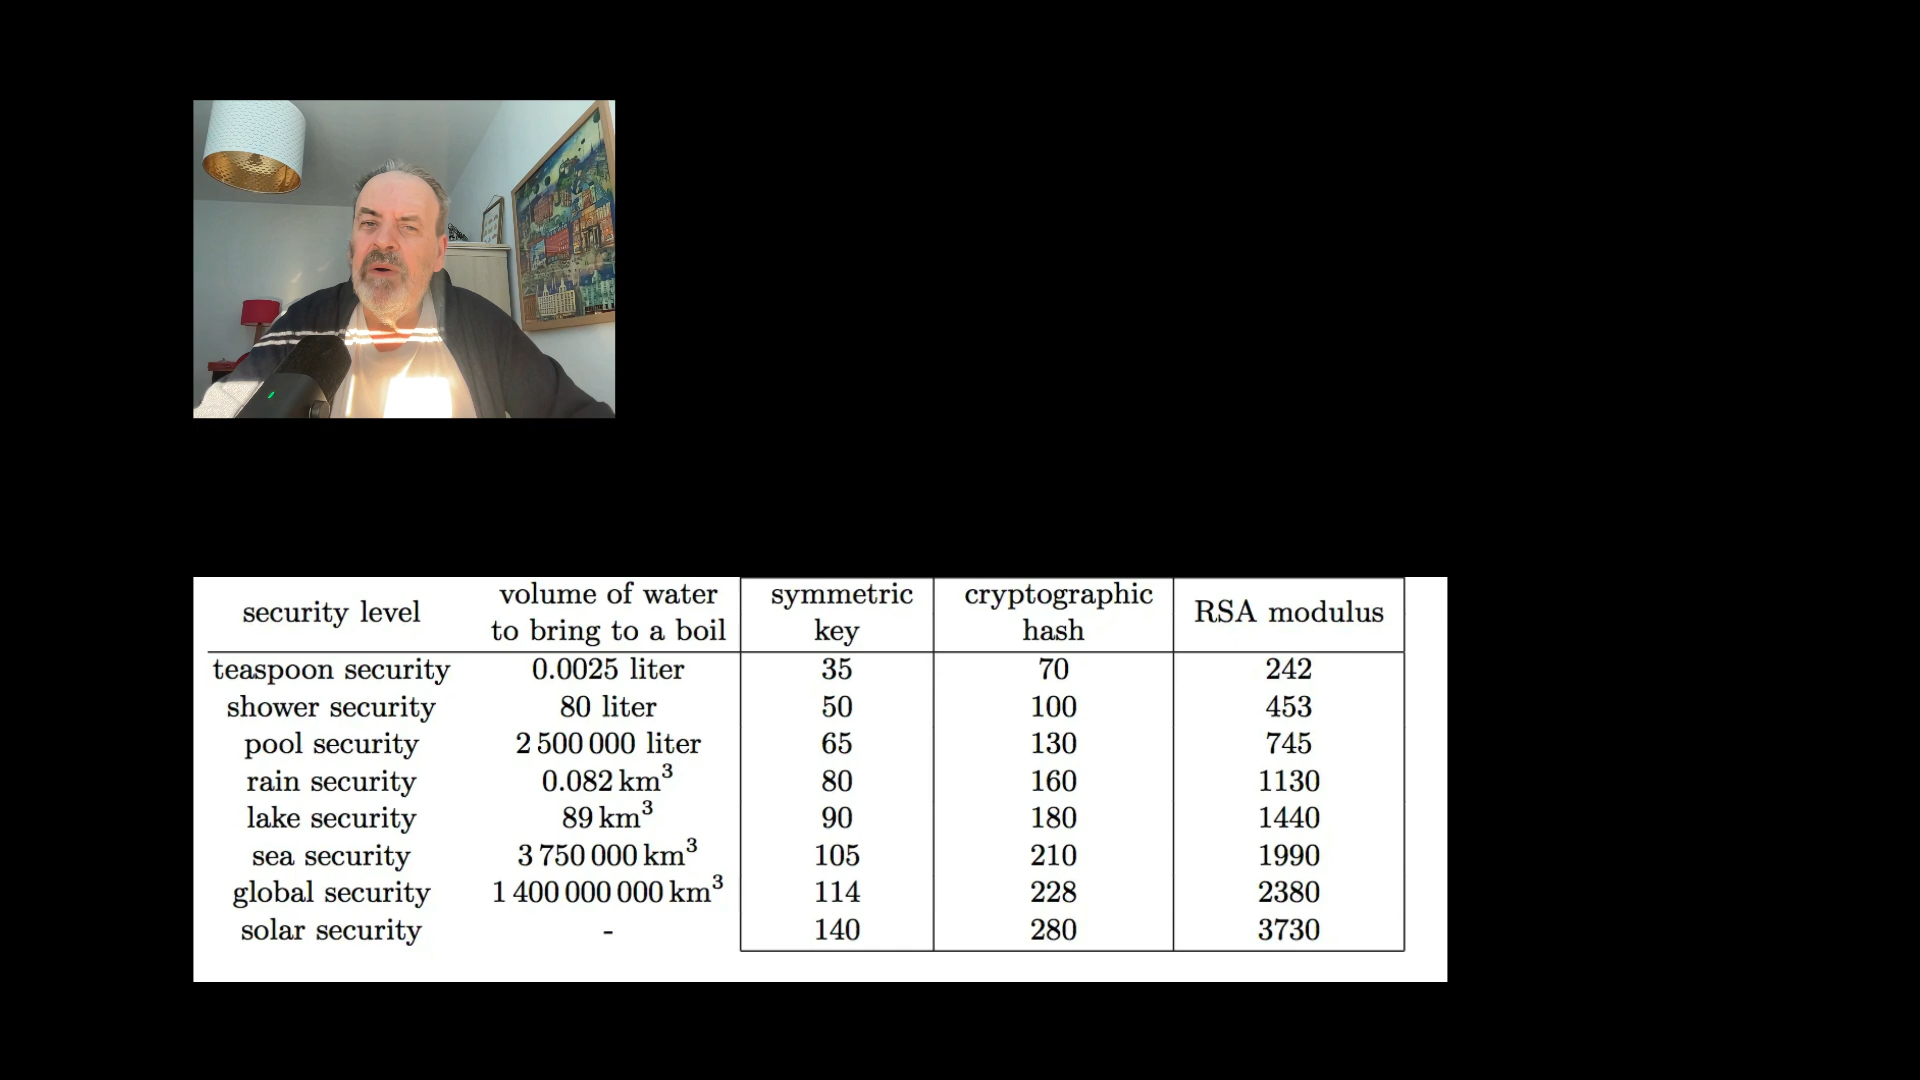 security level volume of water to bring to a boil symmetric key cryptographic hash RSA modulus
teaspoon security 0.0025 liter 35 70 242
shower security 80 liter 50 100 453
pool security 2 500 000 liter 65 130 745
rain security 0.082 km³ 80 160 1130
lake security 89 km³ 90 180 1440
sea security 3 750 000 km³ 105 210 1990
global security 1 400 000 000 km³ 114 228 2380
solar security - 140 280 3730